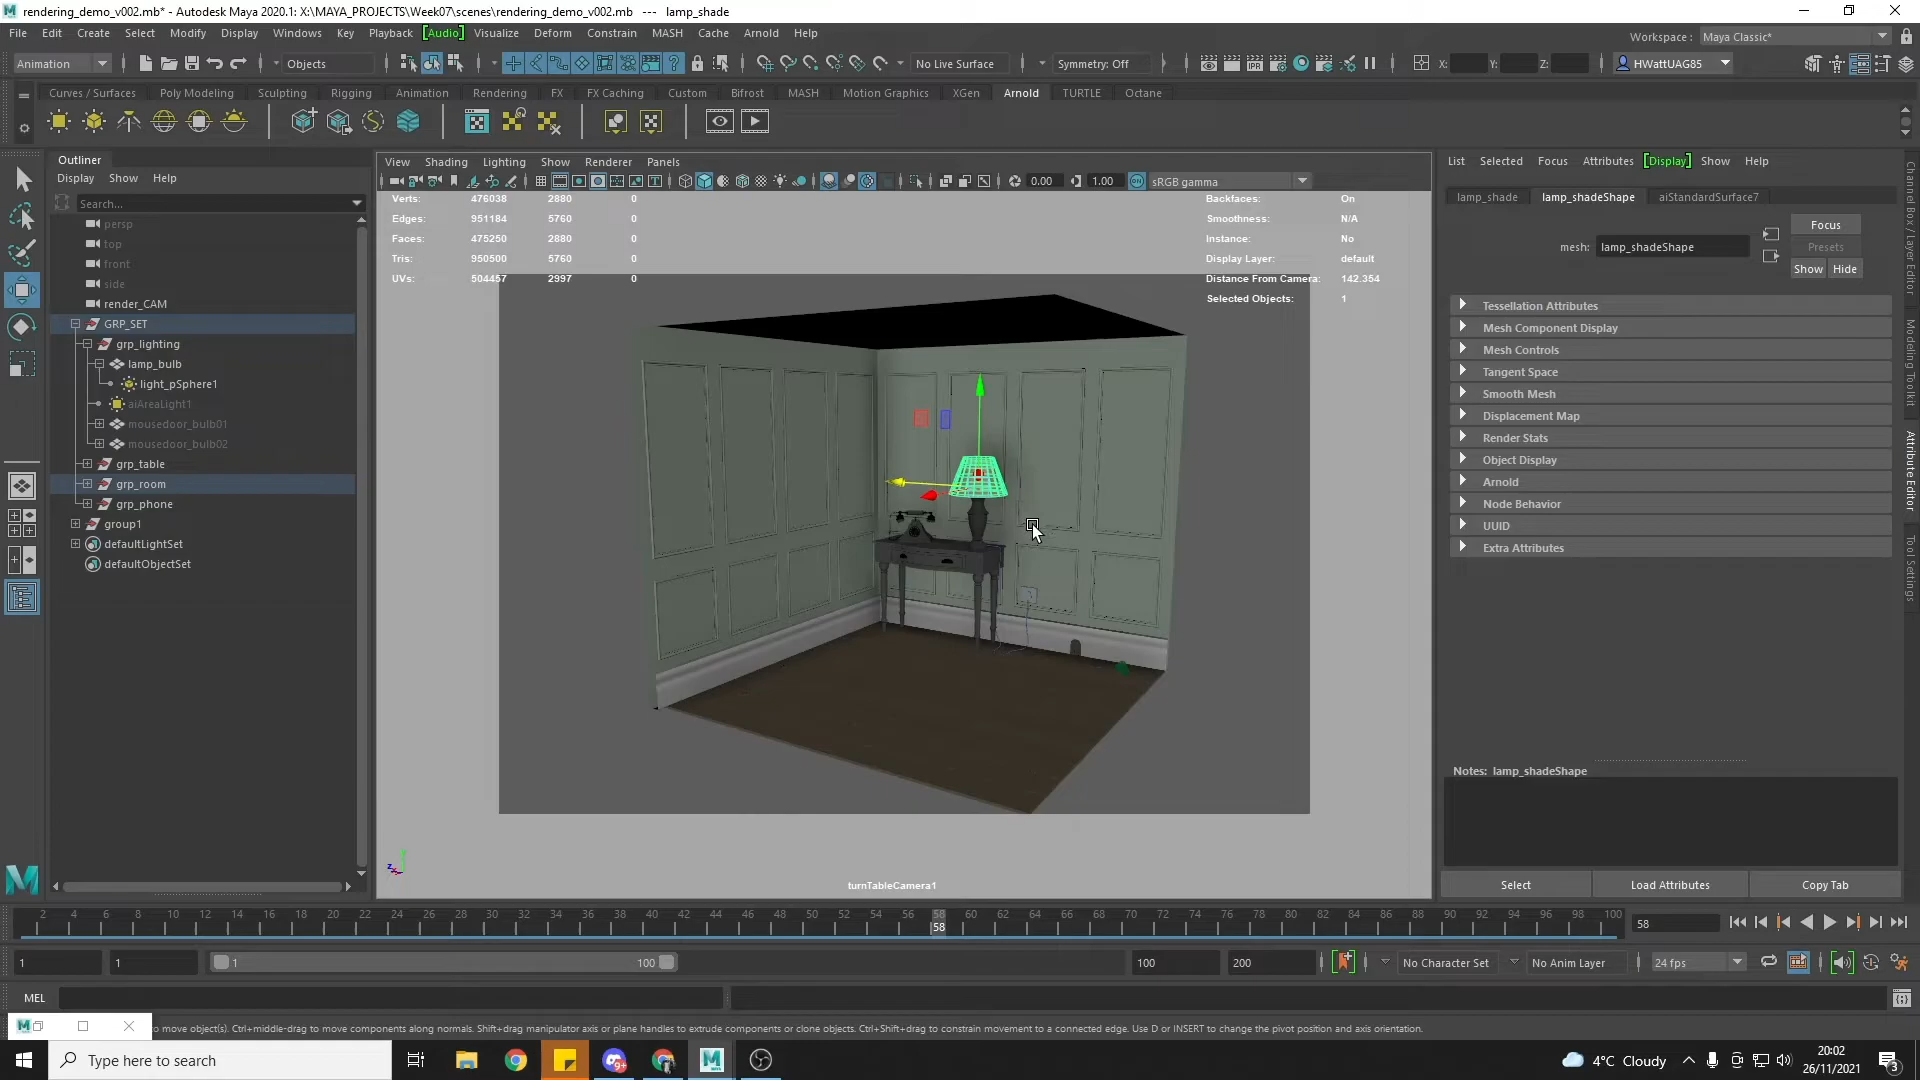 rendering_demo_v002.mb* - Autodesk Maya 2020.1: X:\MAYA_PROJECTS\Week07\scenes\rendering_demo_v002.mb --- lamp_shade
File Edit Create Select Modify Display Windows Key Playback [Audio] Visualize Deform Constrain MASH Cache Arnold Help
Workspace : Maya Classic*
Animation Objects No Live Surface Symmetry: Off X: Y: Z: HWattUAG85
Curves / Surfaces Poly Modeling Sculpting Rigging Animation Rendering FX FX Caching Custom Bifrost MASH Motion Graphics XGen Arnold TURTLE Octane
Outliner
Display Show Help
Search...
persp
top
front
side
render_CAM
GRP_SET
grp_lighting
lamp_bulb
light_pSphere1
aiAreaLight1
mousedoor_bulb01
mousedoor_bulb02
grp_table
grp_room
grp_phone
group1
defaultLightSet
defaultObjectSet
View Shading Lighting Show Renderer Panels
0.00 1.00 ON sRGB gamma
Verts: 476038 2880 0
Edges: 951184 5760 0
Faces: 475250 2880 0
Tris: 950500 5760 0
UVs: 504457 2997 0
Backfaces: On
Smoothness: N/A
Instance: No
Display Layer: default
Distance From Camera: 142.354
Selected Objects: 1
turnTableCamera1
List Selected Focus Attributes [Display] Show Help
lamp_shade lamp_shadeShape aiStandardSurface7
mesh: lamp_shadeShape
Focus
Presets
Show Hide
Tessellation Attributes
Mesh Component Display
Mesh Controls
Tangent Space
Smooth Mesh
Displacement Map
Render Stats
Object Display
Arnold
Node Behavior
UUID
Extra Attributes
Notes: lamp_shadeShape
Select Load Attributes Copy Tab
Channel Box / Layer Editor
Modeling Toolkit
Attribute Editor
Tool Settings
2 4 6 8 10 12 14 16 18 20 22 24 26 28 30 32 34 36 38 40 42 44 46 48 50 52 54 56 58 60 62 64 66 68 70 72 74 76 78 80 82 84 86 88 90 92 94 96 98 100
58
58
1 1 1 100 100 200 No Character Set No Anim Layer 24 fps
MEL
to move object(s). Ctrl+middle-drag to move components along normals. Shift+drag manipulator axis or plane handles to extrude components or clone objects. Ctrl+Shift+drag to constrain movement to a connected edge. Use D or INSERT to change the pivot position and axis orientation.
Type here to search
4°C Cloudy
20:02
26/11/2021
3